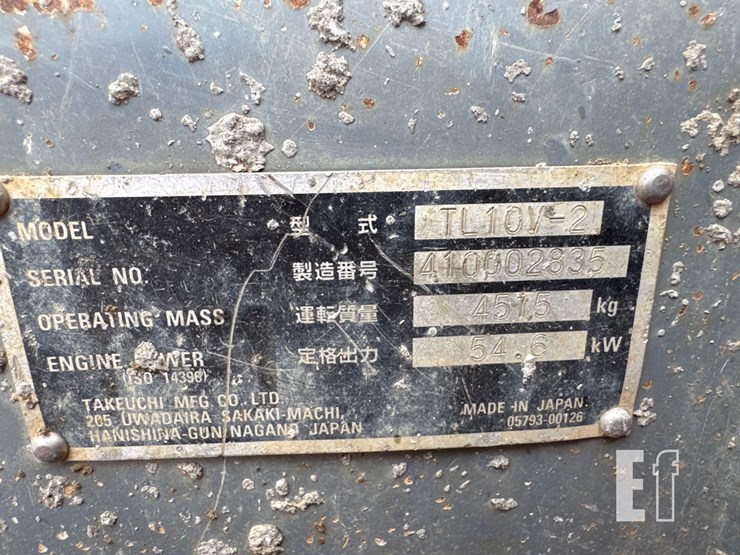 MODEL 型式 TL10V-2
SERIAL NO. 製造番号 410002835
OPERATING MASS 運転質量 4515 kg
ENGINE POWER 定格出力 54.6 kW
(ISO 14396)
TAKEUCHI MFG CO., LTD.
205 UWADAIRA SAKAKI-MACHI,
HANISHINA-GUN NAGANO JAPAN
MADE IN JAPAN.
05793-00126
Ef